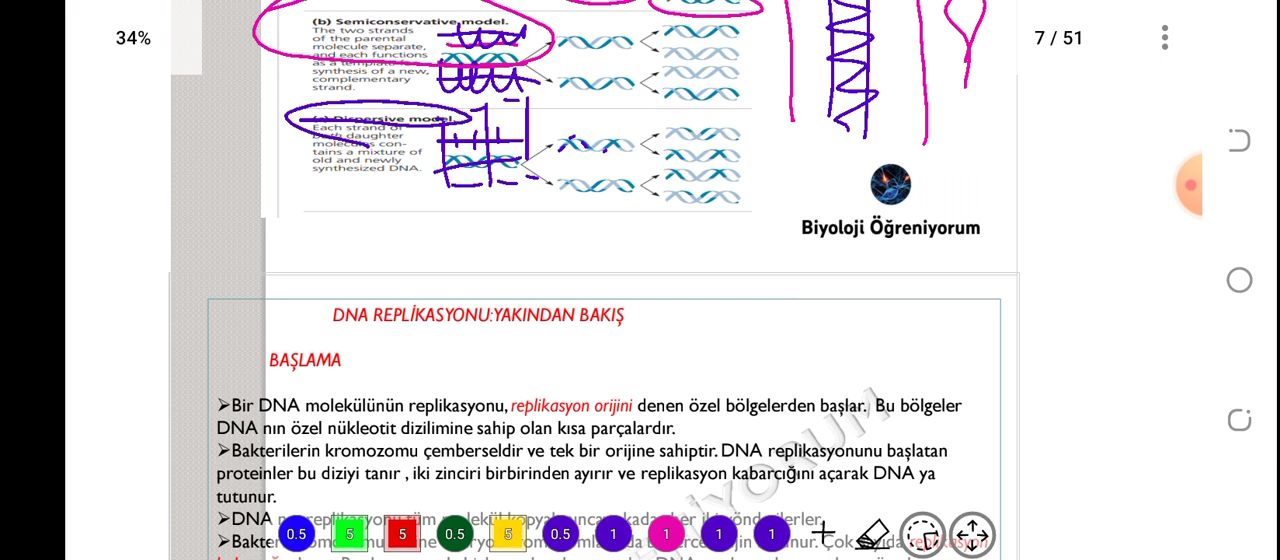 34%
7 / 51
(b) Semiconservative model.
The two strands
of the parental
molecule separate,
and each functions
as a template
synthesis of a new,
complementary
strand.
Dispersive model.
Each strand of
both daughter
molecules con-
tains a mixture of
old and newly
synthesized DNA.
Biyoloji Öğreniyorum
DNA REPLİKASYONU:YAKINDAN BAKIŞ
BAŞLAMA
➢Bir DNA molekülünün replikasyonu, replikasyon orijini denen özel bölgelerden başlar. Bu bölgeler
DNA nın özel nükleotit dizilimine sahip olan kısa parçalardır.
➢Bakterilerin kromozomu çemberseldir ve tek bir orijine sahiptir. DNA replikasyonunu başlatan
proteinler bu diziyi tanır , iki zinciri birbirinden ayırır ve replikasyon kabarcığını açarak DNA ya
tutunur.
➢DNA
0.5 5 5 0.5 5 0.5 1 1 1 1